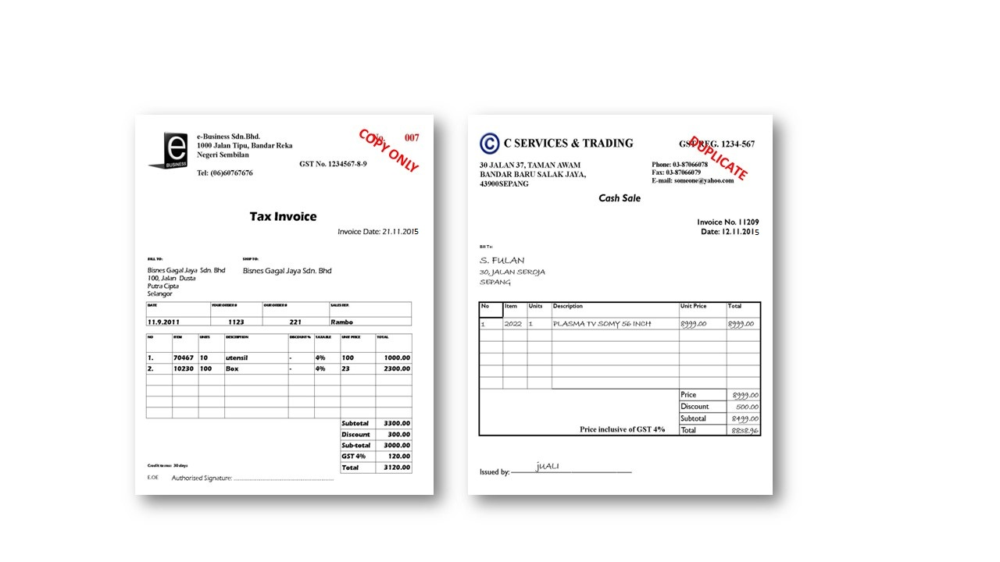 e
BUSINESS
e-Business Sdn.Bhd.
1000 Jalan Tipu, Bandar Reka
Negeri Sembilan
Tel: (06)60767676
GST No. 1234567-8-9
No. 007
COPY ONLY
Tax Invoice
Invoice Date: 21.11.2015
BILL TO:
Bisnes Gagal Jaya Sdn. Bhd
100, Jalan Dusta
Putra Cipta
Selangor
SHIP TO:
Bisnes Gagal Jaya Sdn. Bhd
DATE YOUR ORDER # OUR ORDER # SALES REP.
11.9.2011 1123 221 Rambo
NO ITEM UNITS DESCRIPTION DISCOUNT% TAXABLE UNIT PRICE TOTAL
1. 70467 10 utensil - 4% 100 1000.00
2. 10230 100 Box - 4% 23 2300.00
Subtotal 3300.00
Discount 300.00
Sub-total 3000.00
GST 4% 120.00
Total 3120.00
Credit terms: 30 days
E.OE Authorised Signature:
C
C SERVICES & TRADING
GST REG. 1234-567
DUPLICATE
30 JALAN 37, TAMAN AWAM
BANDAR BARU SALAK JAYA,
43900SEPANG
Phone: 03-87066078
Fax: 03-87066079
E-mail: someone@yahoo.com
Cash Sale
Invoice No. 11209
Date: 12.11.2015
Bill To:
S. FULAN
30, JALAN SEROJA
SEPANG
No Item Units Description Unit Price Total
1 2022 1 PLASMA TV SOMY 56 INCH 8999.00 8999.00
Price 8999.00
Discount 500.00
Subtotal 8499.00
Price inclusive of GST 4% Total 8838.96
Issued by: jUALI